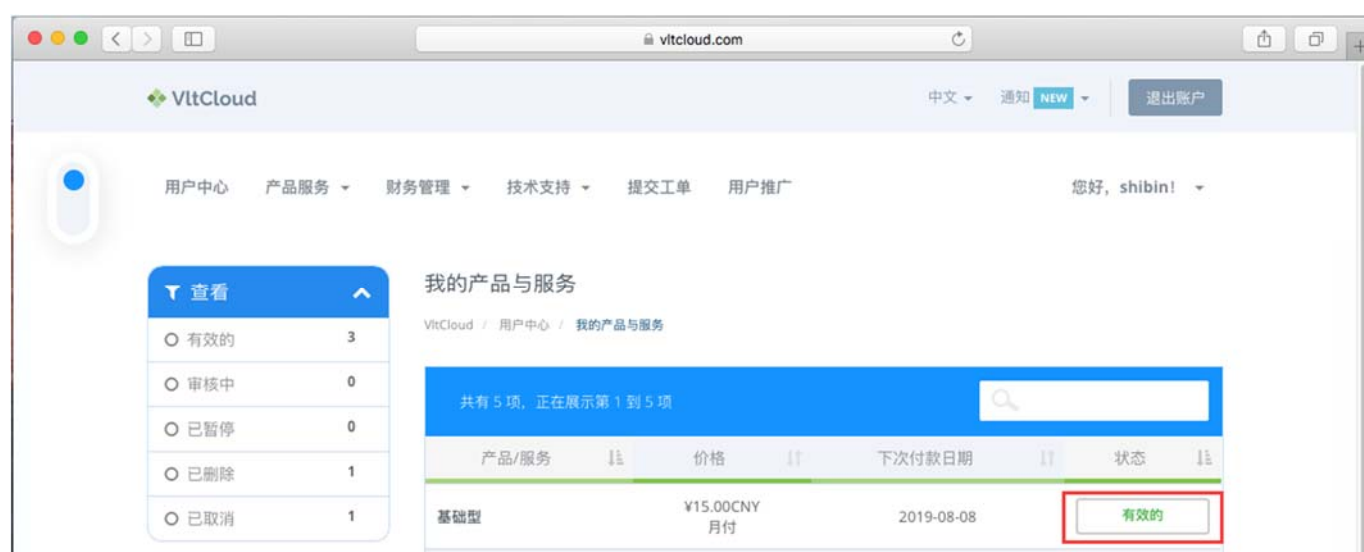 vltcloud.com
VltCloud
中文
通知 NEW
退出账户
用户中心 产品服务 财务管理 技术支持 提交工单 用户推广
您好，shibin!
查看
有效的 3
审核中 0
已暂停 0
已删除 1
已取消 1
我的产品与服务
VltCloud / 用户中心 / 我的产品与服务
共有 5 项，正在展示第 1 到 5 项
产品/服务 价格 下次付款日期 状态
基础型 ¥15.00CNY 2019-08-08 有效的
月付